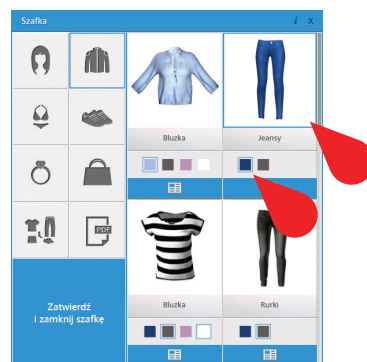 Szafka
i x
Bluzka
Jeansy
PDF
Bluzka
Rurki
Zatwierdź
i zamknij szafkę